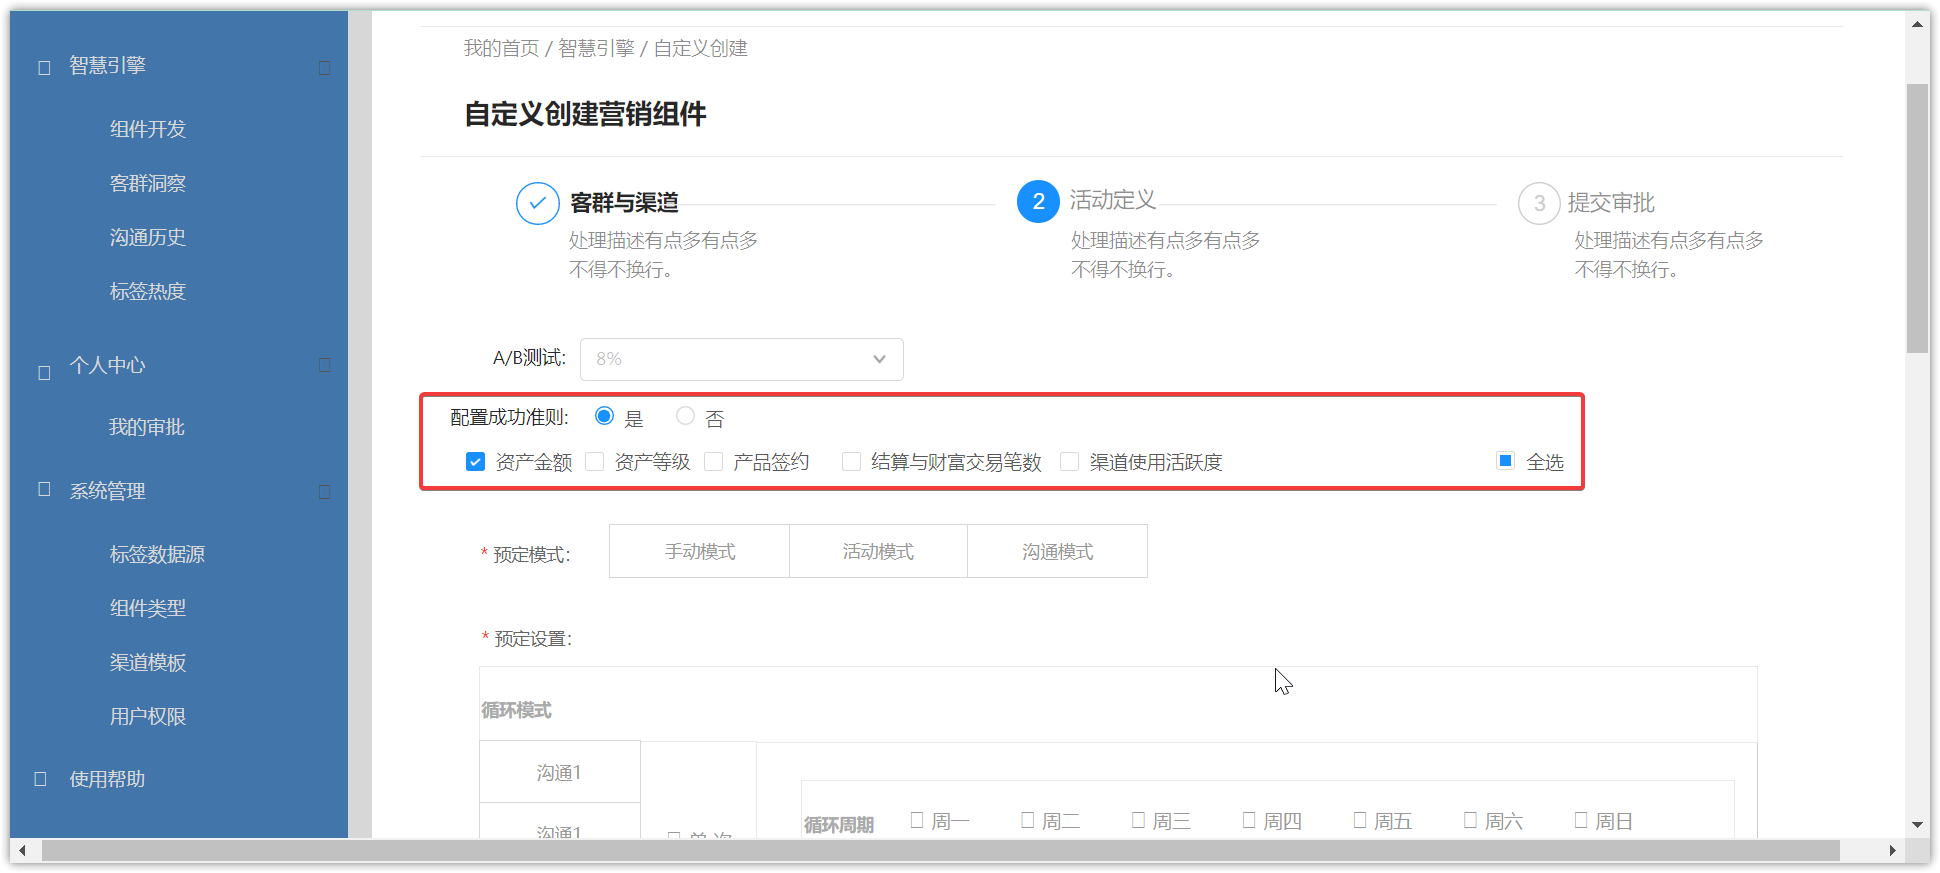 智慧引擎
组件开发
客群洞察
沟通历史
标签热度
个人中心
我的审批
系统管理
标签数据源
组件类型
渠道模板
用户权限
使用帮助
我的首页 / 智慧引擎 / 自定义创建
自定义创建营销组件
客群与渠道
处理描述有点多有点多
不得不换行。
2 活动定义
处理描述有点多有点多
不得不换行。
3 提交审批
处理描述有点多有点多
不得不换行。
A/B测试: 8%
配置成功准则: 是 否
资产金额 资产等级 产品签约 结算与财富交易笔数 渠道使用活跃度 全选
* 预定模式: 手动模式 活动模式 沟通模式
* 预定设置:
循环模式
沟通1
循环周期 周一 周二 周三 周四 周五 周六 周日
沟通1 单 次